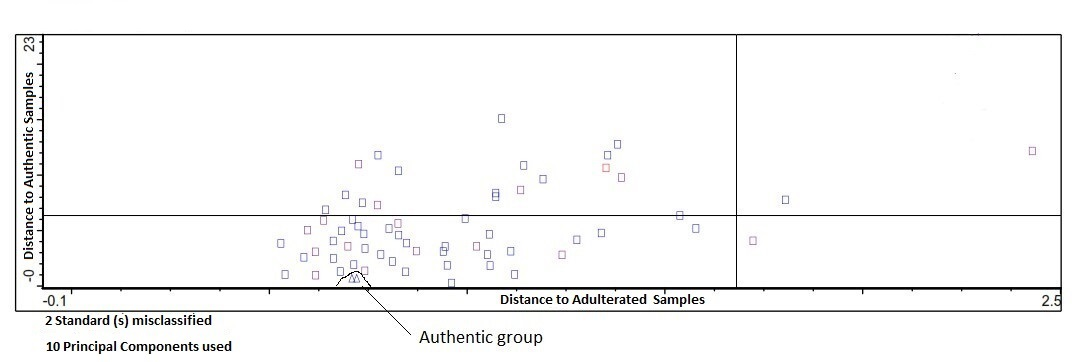 23
Distance to Authentic Samples
-0
-0.1
Distance to Adulterated Samples
2.5
2 Standard (s) misclassified
10 Principal Components used
Authentic group